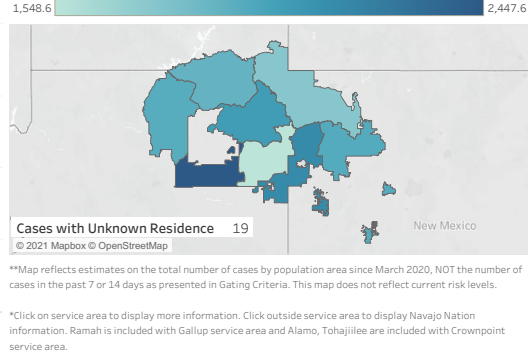 1,548.6 2,447.6
New Mexico
Cases with Unknown Residence 19
© 2021 Mapbox © OpenStreetMap
**Map reflects estimates on the total number of cases by population area since March 2020, NOT the number of
cases in the past 7 or 14 days as presented in Gating Criteria. This map does not reflect current risk levels.
*Click on service area to display more information. Click outside service area to display Navajo Nation
information. Ramah is included with Gallup service area and Alamo, Tohajiilee are included with Crownpoint
service area.